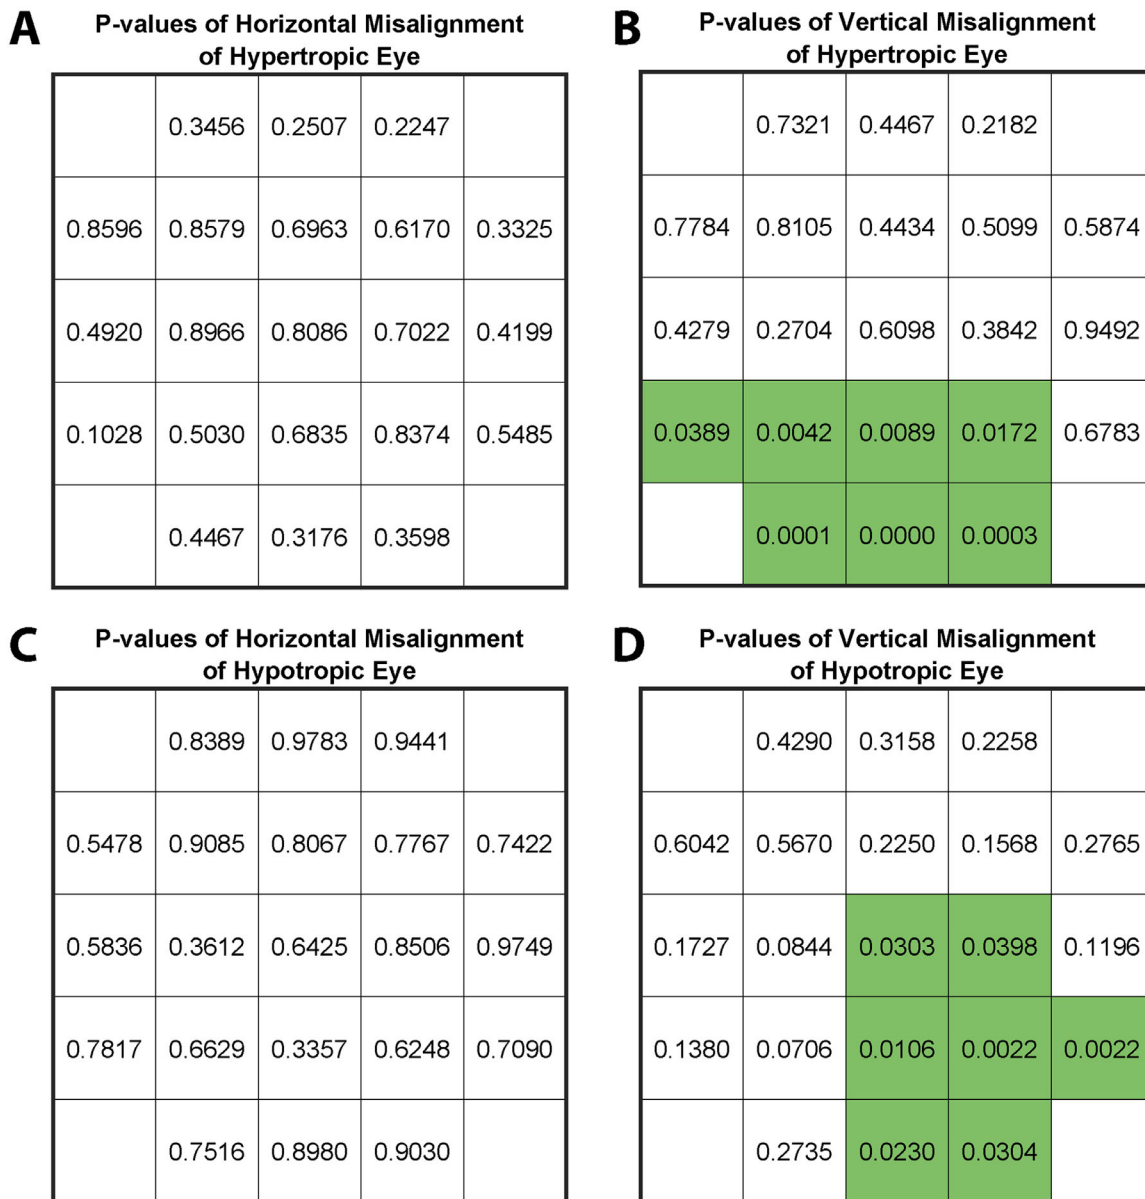 A P-values of Horizontal Misalignment
of Hypertropic Eye
0.3456 0.2507 0.2247
0.8596 0.8579 0.6963 0.6170 0.3325
0.4920 0.8966 0.8086 0.7022 0.4199
0.1028 0.5030 0.6835 0.8374 0.5485
0.4467 0.3176 0.3598
B P-values of Vertical Misalignment
of Hypertropic Eye
0.7321 0.4467 0.2182
0.7784 0.8105 0.4434 0.5099 0.5874
0.4279 0.2704 0.6098 0.3842 0.9492
0.0389 0.0042 0.0089 0.0172 0.6783
0.0001 0.0000 0.0003
C P-values of Horizontal Misalignment
of Hypotropic Eye
0.8389 0.9783 0.9441
0.5478 0.9085 0.8067 0.7767 0.7422
0.5836 0.3612 0.6425 0.8506 0.9749
0.7817 0.6629 0.3357 0.6248 0.7090
0.7516 0.8980 0.9030
D P-values of Vertical Misalignment
of Hypotropic Eye
0.4290 0.3158 0.2258
0.6042 0.5670 0.2250 0.1568 0.2765
0.1727 0.0844 0.0303 0.0398 0.1196
0.1380 0.0706 0.0106 0.0022 0.0022
0.2735 0.0230 0.0304